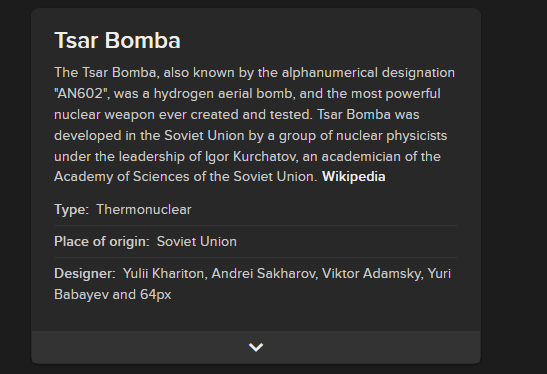 Tsar Bomba
The Tsar Bomba, also known by the alphanumerical designation
"AN602", was a hydrogen aerial bomb, and the most powerful
nuclear weapon ever created and tested. Tsar Bomba was
developed in the Soviet Union by a group of nuclear physicists
under the leadership of Igor Kurchatov, an academician of the
Academy of Sciences of the Soviet Union. Wikipedia
Type: Thermonuclear
Place of origin: Soviet Union
Designer: Yulii Khariton, Andrei Sakharov, Viktor Adamsky, Yuri
Babayev and 64px